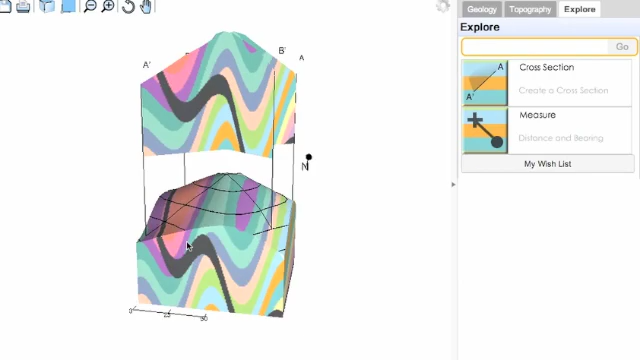 Geology Topography Explore
Explore
Go
Cross Section
Create a Cross Section
A
A'
Measure
Distance and Bearing
My Wish List
A'
B'
A
N
0
25
50